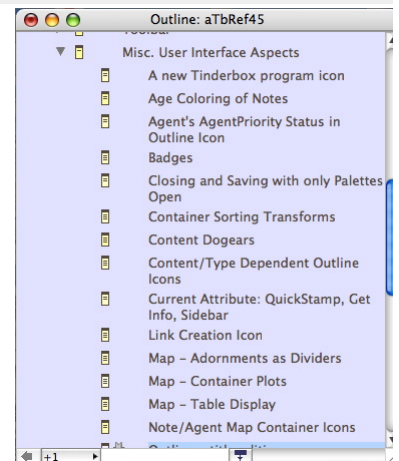 Outline: aTbRef45
Misc. User Interface Aspects
A new Tinderbox program icon
Age Coloring of Notes
Agent's AgentPriority Status in
Outline Icon
Badges
Closing and Saving with only Palettes
Open
Container Sorting Transforms
Content Dogears
Content/Type Dependent Outline
Icons
Current Attribute: QuickStamp, Get
Info, Sidebar
Link Creation Icon
Map – Adornments as Dividers
Map – Container Plots
Map – Table Display
Note/Agent Map Container Icons
+1